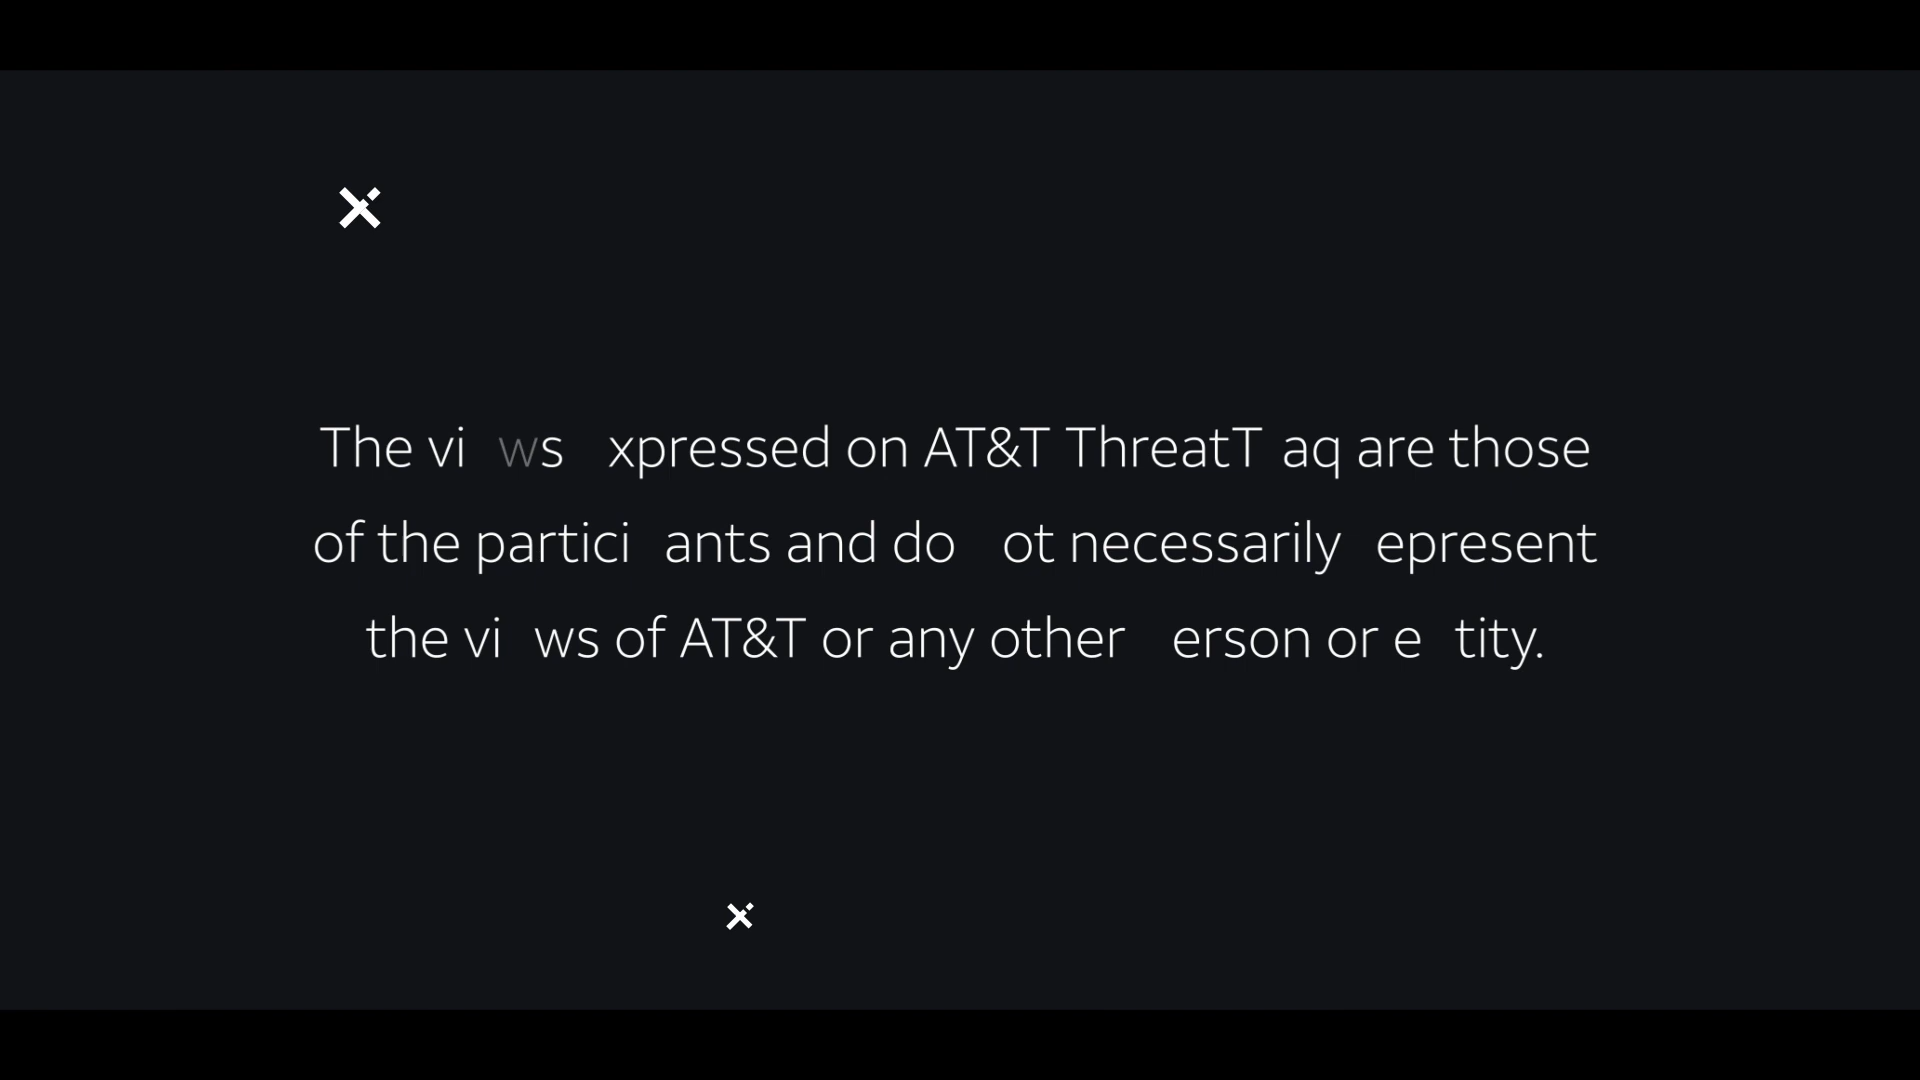 The vi ws xpressed on AT&T ThreatT aq are those
of the partici ants and do ot necessarily epresent
the vi ws of AT&T or any other erson or e tity.